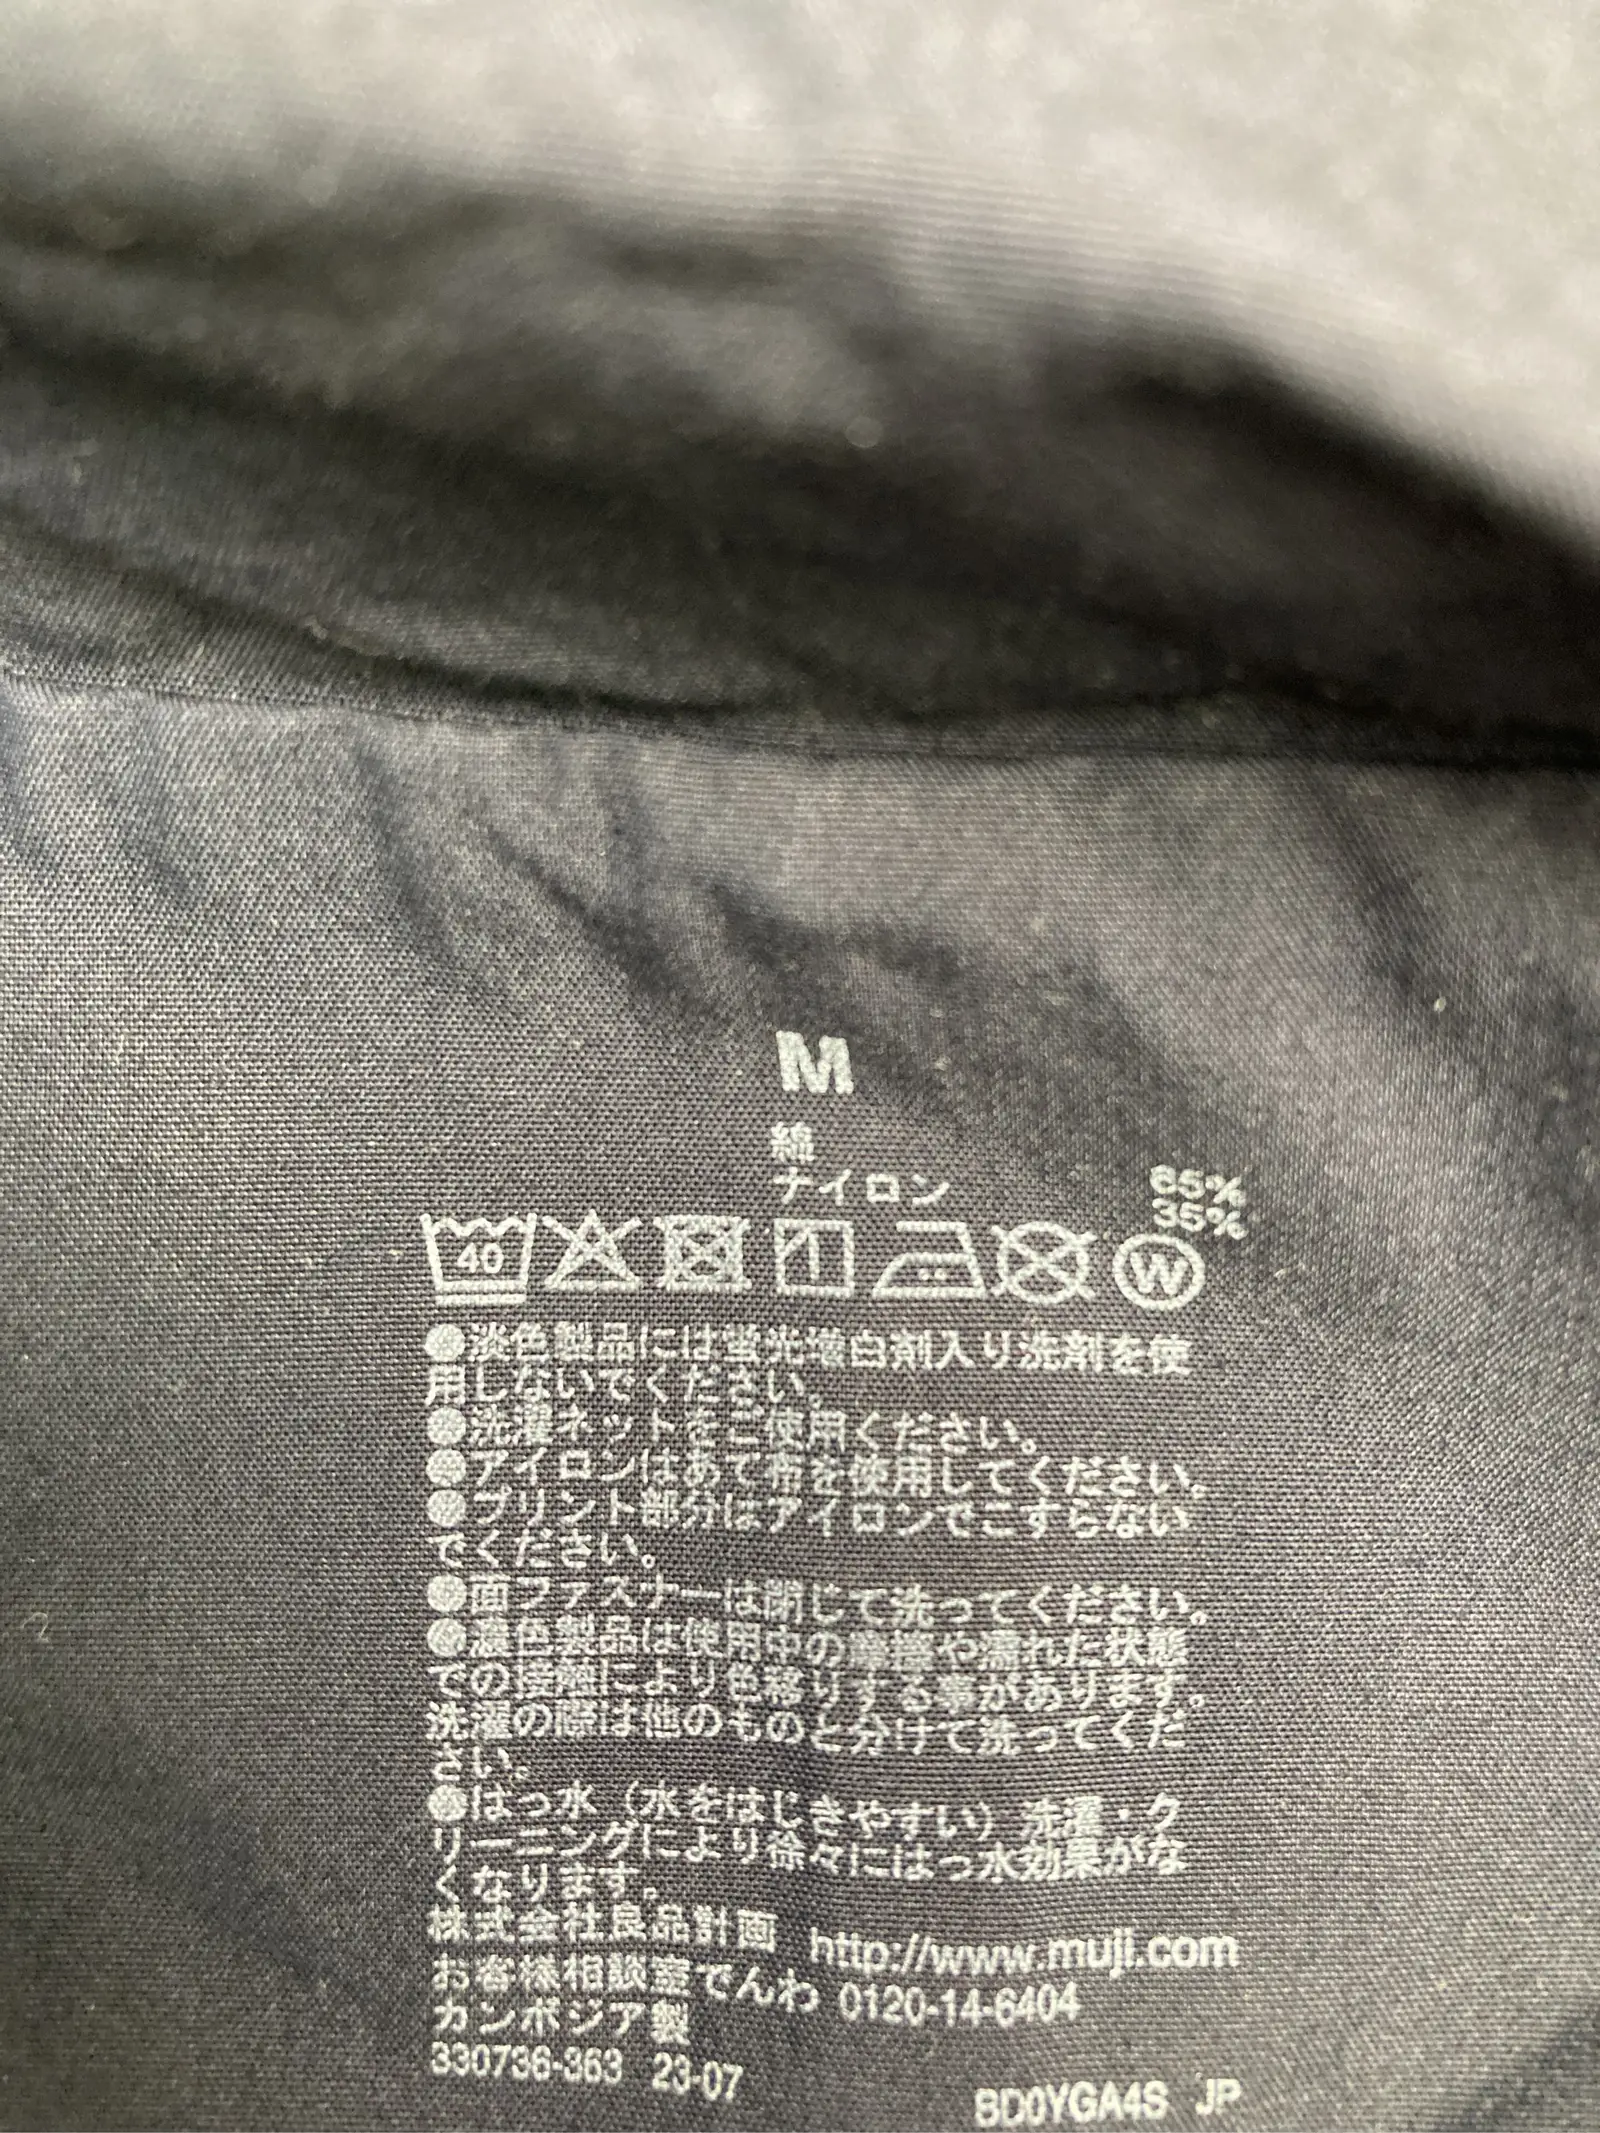 M
綿 65%
ナイロン 35%
40
W
●淡色製品には蛍光増白剤入り洗剤を使
用しないでください。
●洗濯ネットをご使用ください。
●アイロンはあて布を使用してください。
●プリント部分はアイロンでこすらない
でください。
●面ファスナーは閉じて洗ってください。
●濃色製品は使用中の摩擦や濡れた状態
での接触により色落りする事があります。
洗濯の際は他のものと分けて洗ってくだ
さい。
●はっ水（水をはじきやすい）洗濯・ク
リーニングにより徐々にはっ水効果がな
くなります。
株式会社良品計画 http://www.muji.com
お客様相談室でんわ 0120-14-6404
カンボジア製
330736-363 23-07
BD0YGA4S JP